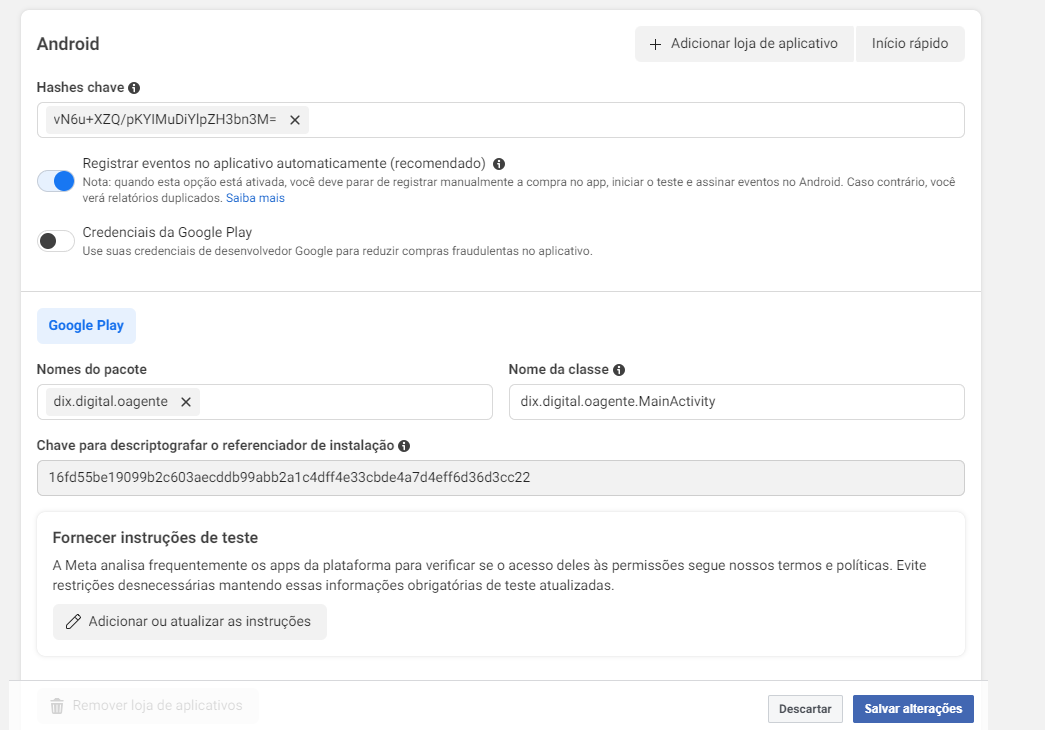 Android
Adicionar loja de aplicativo
Início rápido
Hashes chave
vN6u+XZQ/pKYIMuDiYlpZH3bn3M=
Registrar eventos no aplicativo automaticamente (recomendado)
Nota: quando esta opção está ativada, você deve parar de registrar manualmente a compra no app, iniciar o teste e assinar eventos no Android. Caso contrário, você
verá relatórios duplicados. Saiba mais
Credenciais da Google Play
Use suas credenciais de desenvolvedor Google para reduzir compras fraudulentas no aplicativo.
Google Play
Nomes do pacote
Nome da classe
dix.digital.oagente
dix.digital.oagente.MainActivity
Chave para descriptografar o referenciador de instalação
16fd55be19099b2c603aecddb99abb2a1c4dff4e33cbde4a7d4eff6d36d3cc22
Fornecer instruções de teste
A Meta analisa frequentemente os apps da plataforma para verificar se o acesso deles às permissões segue nossos termos e políticas. Evite
restrições desnecessárias mantendo essas informações obrigatórias de teste atualizadas.
Adicionar ou atualizar as instruções
Remover loja de aplicativos
Descartar
Salvar alterações